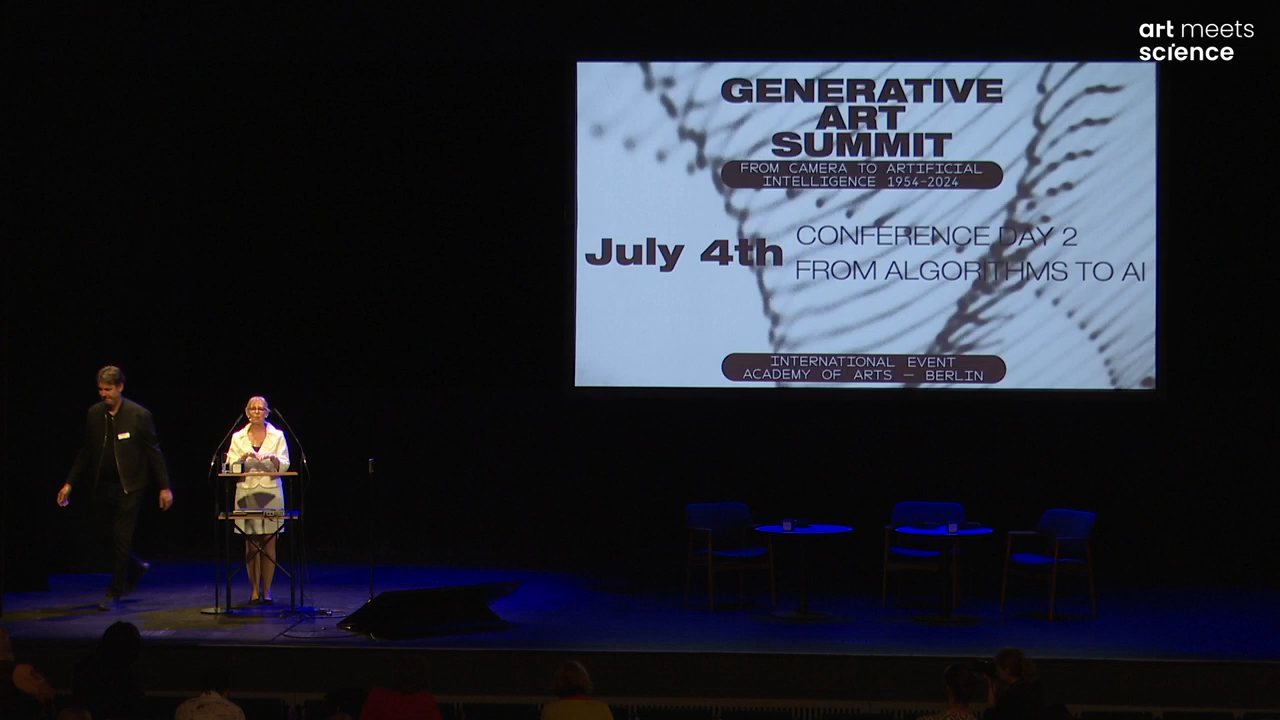 art meets
science
GENERATIVE
ART
SUMMIT
FROM CAMERA TO ARTIFICIAL
INTELLIGENCE 1954-2024
July 4th
CONFERENCE DAY 2
FROM ALGORITHMS TO AI
INTERNATIONAL EVENT
ACADEMY OF ARTS — BERLIN